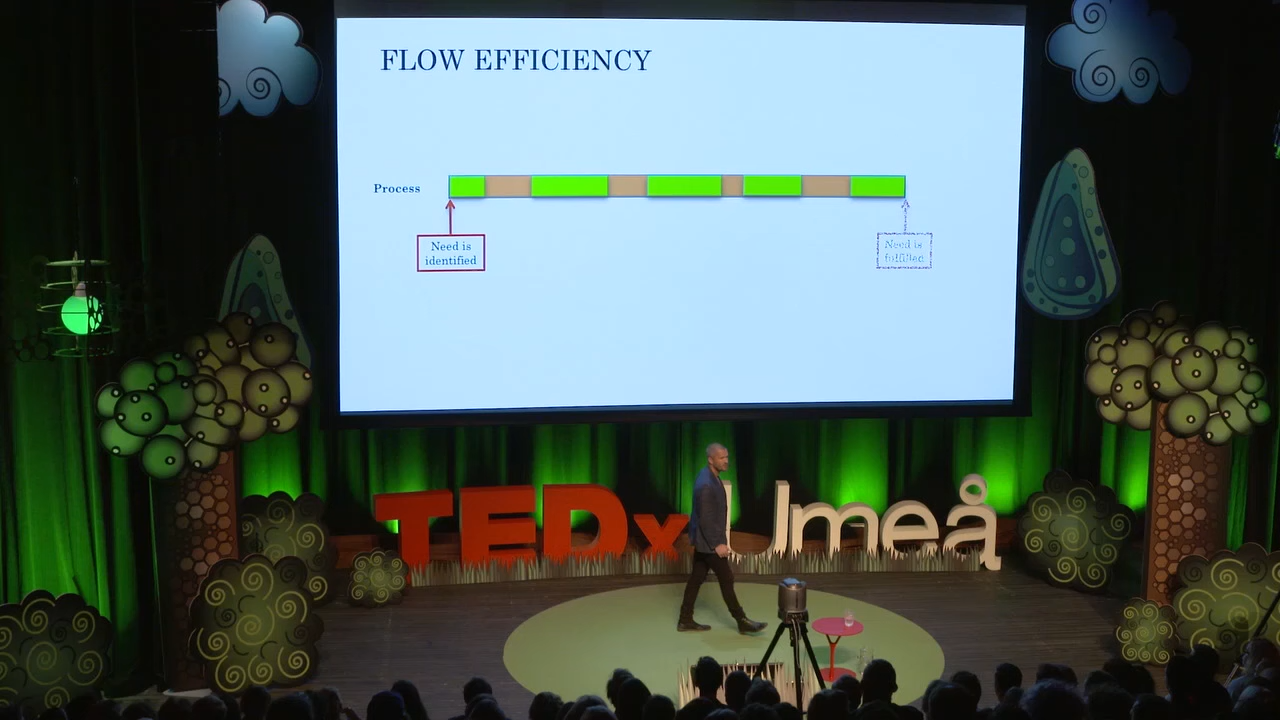 FLOW EFFICIENCY
Process
Need is
identified
Need is
fulfilled
TEDx Umeå